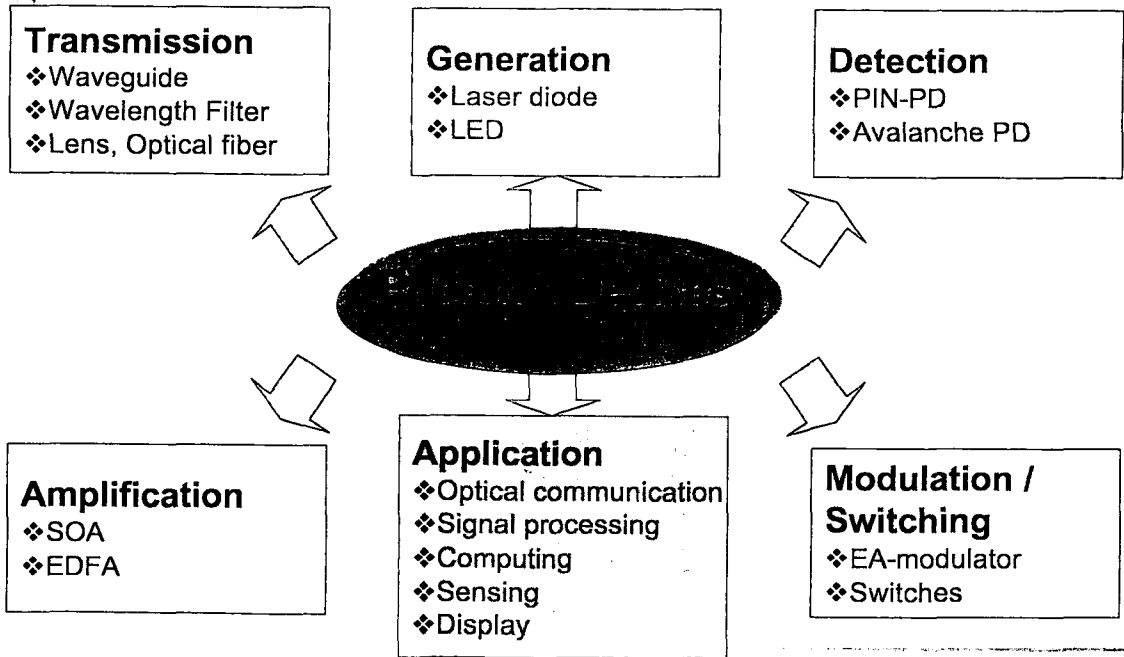 Transmission
❖Waveguide
❖Wavelength Filter
❖Lens, Optical fiber
Generation
❖Laser diode
❖LED
Detection
❖PIN-PD
❖Avalanche PD
Amplification
❖SOA
❖EDFA
Application
❖Optical communication
❖Signal processing
❖Computing
❖Sensing
❖Display
Modulation /
Switching
❖EA-modulator
❖Switches